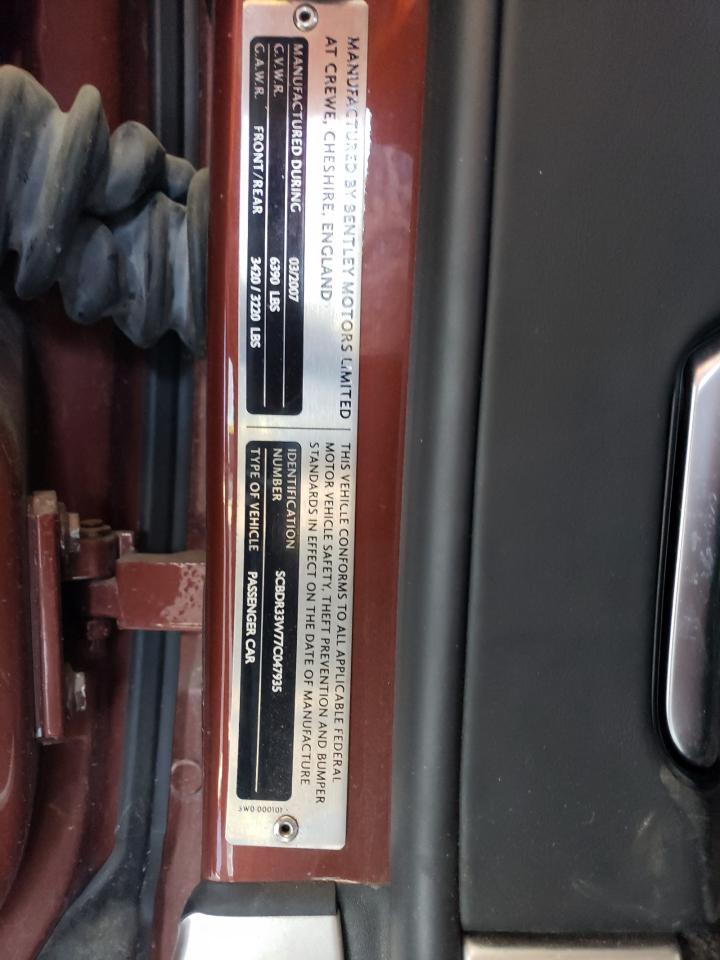 MANUFACTURED BY BENTLEY MOTORS LIMITED
AT CREWE, CHESHIRE, ENGLAND
MANUFACTURED DURING 03/2007
G.V.W.R. 6390 LBS
G.A.W.R. FRONT/REAR 3420 / 3220 LBS
THIS VEHICLE CONFORMS TO ALL APPLICABLE FEDERAL
MOTOR VEHICLE SAFETY, THEFT PREVENTION AND BUMPER
STANDARDS IN EFFECT ON THE DATE OF MANUFACTURE
IDENTIFICATION
NUMBER SCBDR33W77C047935
TYPE OF VEHICLE PASSENGER CAR